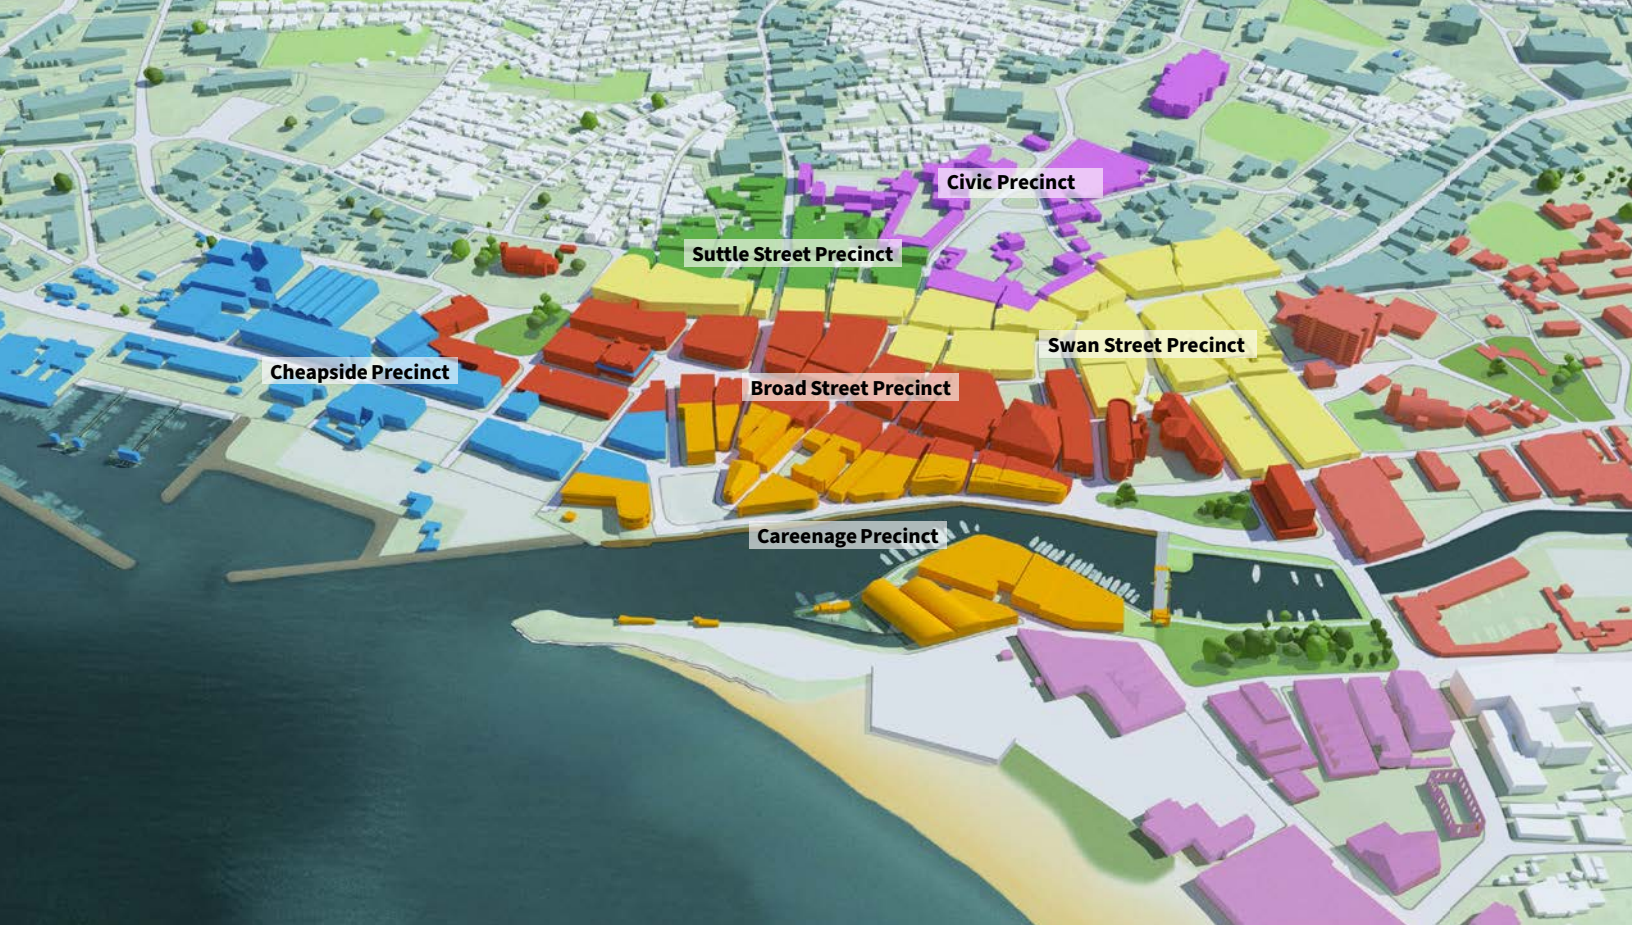 Civic Precinct
Suttle Street Precinct
Swan Street Precinct
Cheapside Precinct
Broad Street Precinct
Careenage Precinct